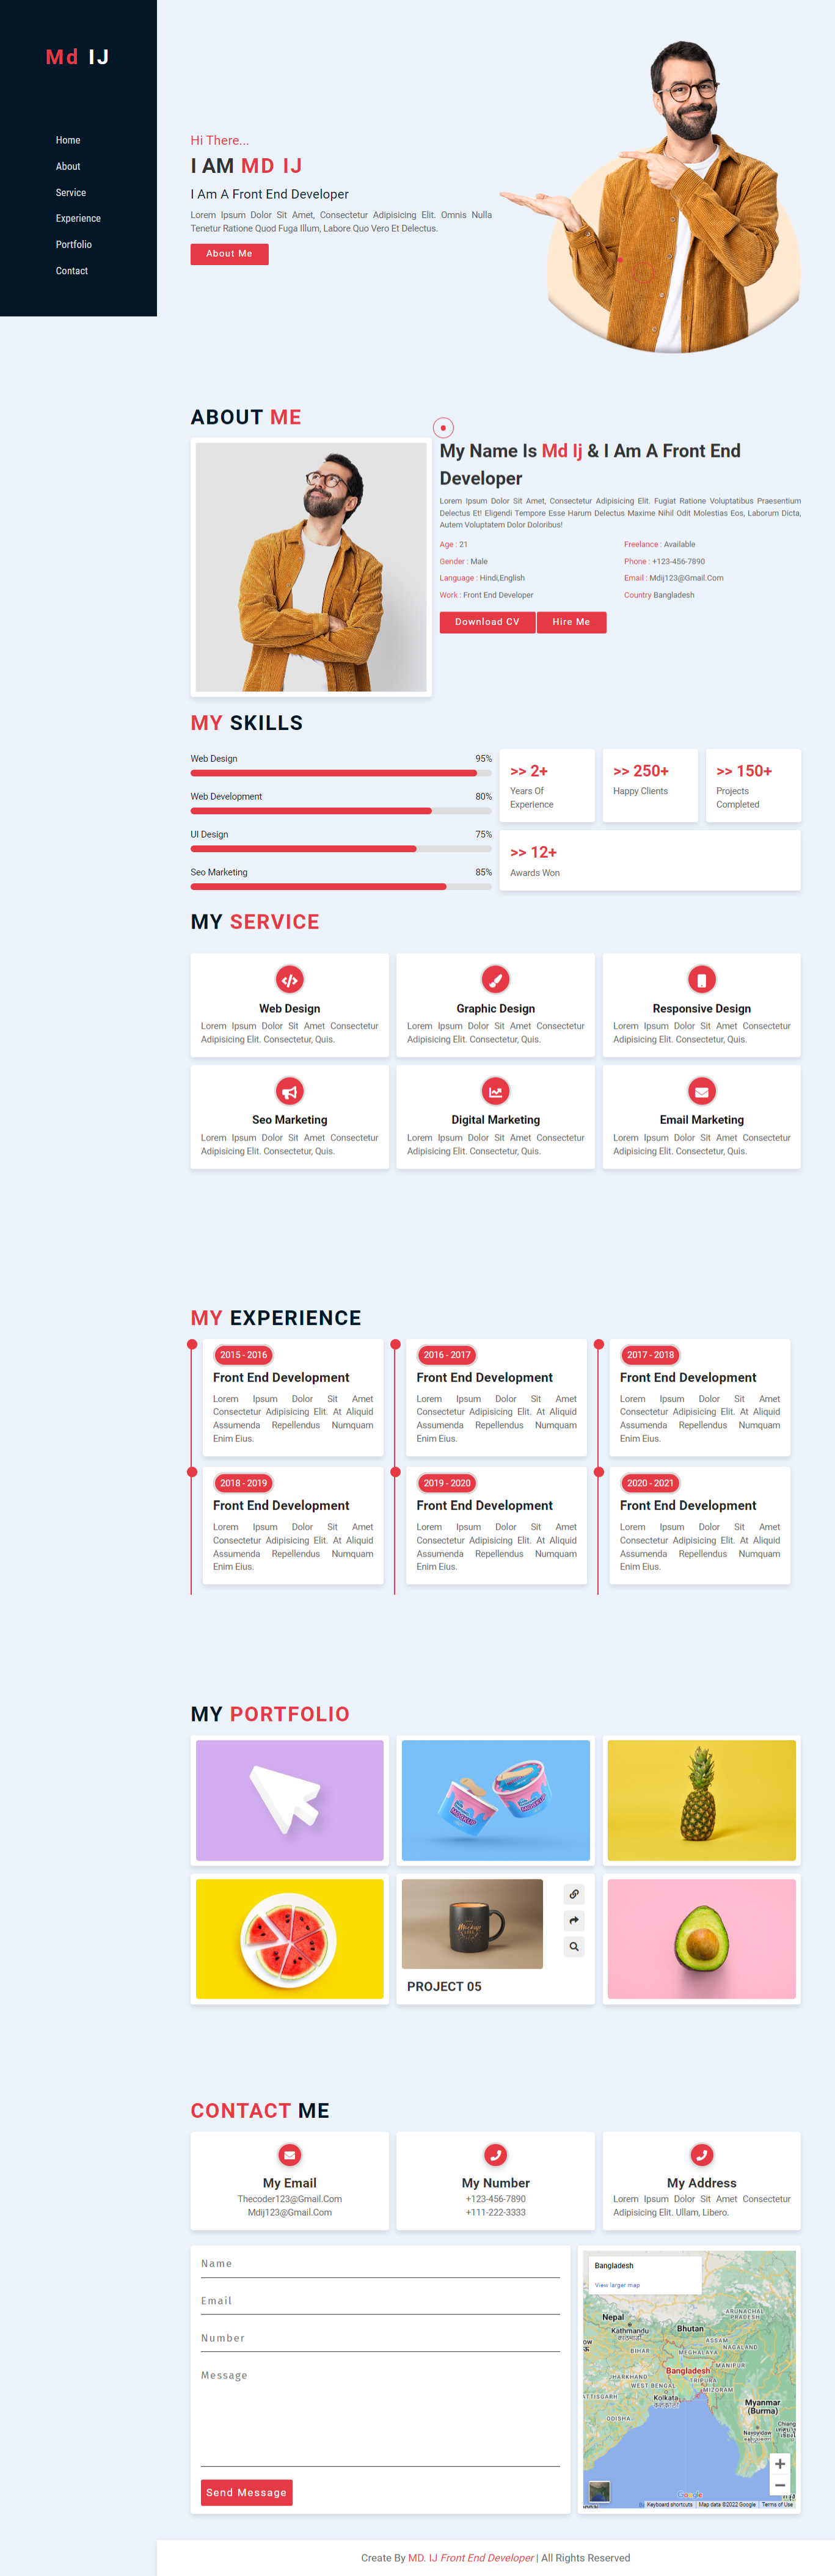 Md IJ
Home
About
Service
Experience
Portfolio
Contact
Hi There...
I AM MD IJ
I Am A Front End Developer
Lorem Ipsum Dolor Sit Amet, Consectetur Adipisicing Elit. Omnis Nulla
Tenetur Ratione Quod Fuga Illum, Labore Quo Vero Et Delectus.
About Me
ABOUT ME
My Name Is Md Ij & I Am A Front End
Developer
Lorem Ipsum Dolor Sit Amet, Consectetur Adipisicing Elit. Fugiat Ratione Voluptatibus Praesentium
Delectus Et! Eligendi Tempore Esse Harum Delectus Maxime Nihil Odit Molestias Eos, Laborum Dicta,
Autem Voluptatem Dolor Doloribus!
Age : 21
Freelance : Available
Gender : Male
Phone : +123-456-7890
Language : Hindi,English
Email : Mdij123@Gmail.Com
Work : Front End Developer
Country Bangladesh
Download CV
Hire Me
MY SKILLS
Web Design 95%
Web Development 80%
UI Design 75%
Seo Marketing 85%
>> 2+
Years Of
Experience
>> 250+
Happy Clients
>> 150+
Projects
Completed
>> 12+
Awards Won
MY SERVICE
Web Design
Lorem Ipsum Dolor Sit Amet Consectetur
Adipisicing Elit. Consectetur, Quis.
Graphic Design
Lorem Ipsum Dolor Sit Amet Consectetur
Adipisicing Elit. Consectetur, Quis.
Responsive Design
Lorem Ipsum Dolor Sit Amet Consectetur
Adipisicing Elit. Consectetur, Quis.
Seo Marketing
Lorem Ipsum Dolor Sit Amet Consectetur
Adipisicing Elit. Consectetur, Quis.
Digital Marketing
Lorem Ipsum Dolor Sit Amet Consectetur
Adipisicing Elit. Consectetur, Quis.
Email Marketing
Lorem Ipsum Dolor Sit Amet Consectetur
Adipisicing Elit. Consectetur, Quis.
MY EXPERIENCE
2015 - 2016
Front End Development
Lorem Ipsum Dolor Sit Amet
Consectetur Adipisicing Elit. At Aliquid
Assumenda Repellendus Numquam
Enim Eius.
2016 - 2017
Front End Development
Lorem Ipsum Dolor Sit Amet
Consectetur Adipisicing Elit. At Aliquid
Assumenda Repellendus Numquam
Enim Eius.
2017 - 2018
Front End Development
Lorem Ipsum Dolor Sit Amet
Consectetur Adipisicing Elit. At Aliquid
Assumenda Repellendus Numquam
Enim Eius.
2018 - 2019
Front End Development
Lorem Ipsum Dolor Sit Amet
Consectetur Adipisicing Elit. At Aliquid
Assumenda Repellendus Numquam
Enim Eius.
2019 - 2020
Front End Development
Lorem Ipsum Dolor Sit Amet
Consectetur Adipisicing Elit. At Aliquid
Assumenda Repellendus Numquam
Enim Eius.
2020 - 2021
Front End Development
Lorem Ipsum Dolor Sit Amet
Consectetur Adipisicing Elit. At Aliquid
Assumenda Repellendus Numquam
Enim Eius.
MY PORTFOLIO
MOCKUP
MOCKUP
Mockup
PROJECT 05
CONTACT ME
My Email
Thecoder123@Gmail.Com
Mdij123@Gmail.Com
My Number
+123-456-7890
+111-222-3333
My Address
Lorem Ipsum Dolor Sit Amet Consectetur
Adipisicing Elit. Ullam, Libero.
Name
Email
Number
Message
Send Message
Bangladesh
View larger map
ARUNACHAL
PRADESH
Nepal
Kathmandu
Bhutan
ASSAM
NAGALAND
BIHAR
MEGHALAYA
MANIPUR
Bangladesh
JHARKHAND
TRIPURA
WEST BENGAL
MIZORAM
Kolkata
Myanmar
(Burma)
ODISHA
Naypyidaw
Chiang
Google
Keyboard shortcuts
Map data ©2022 Google
Terms of Use
Create By MD. IJ Front End Developer | All Rights Reserved